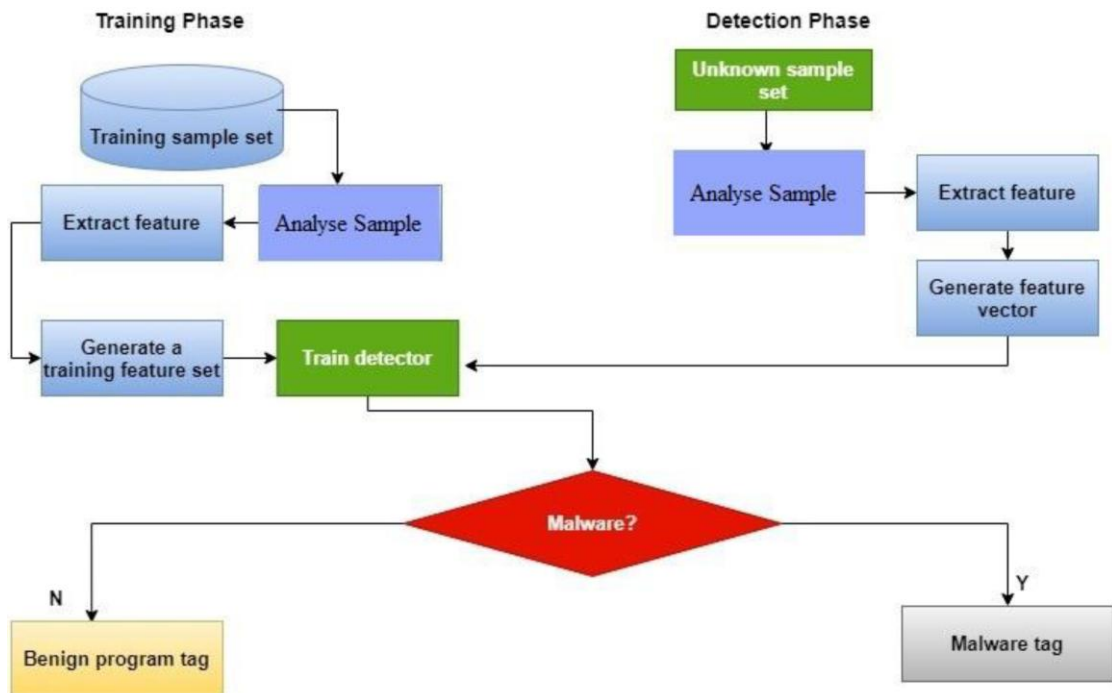 Training Phase
Training sample set
Analyse Sample
Extract feature
Generate a
training feature set
Train detector
Detection Phase
Unknown sample
set
Analyse Sample
Extract feature
Generate feature
vector
Malware?
N
Benign program tag
Y
Malware tag